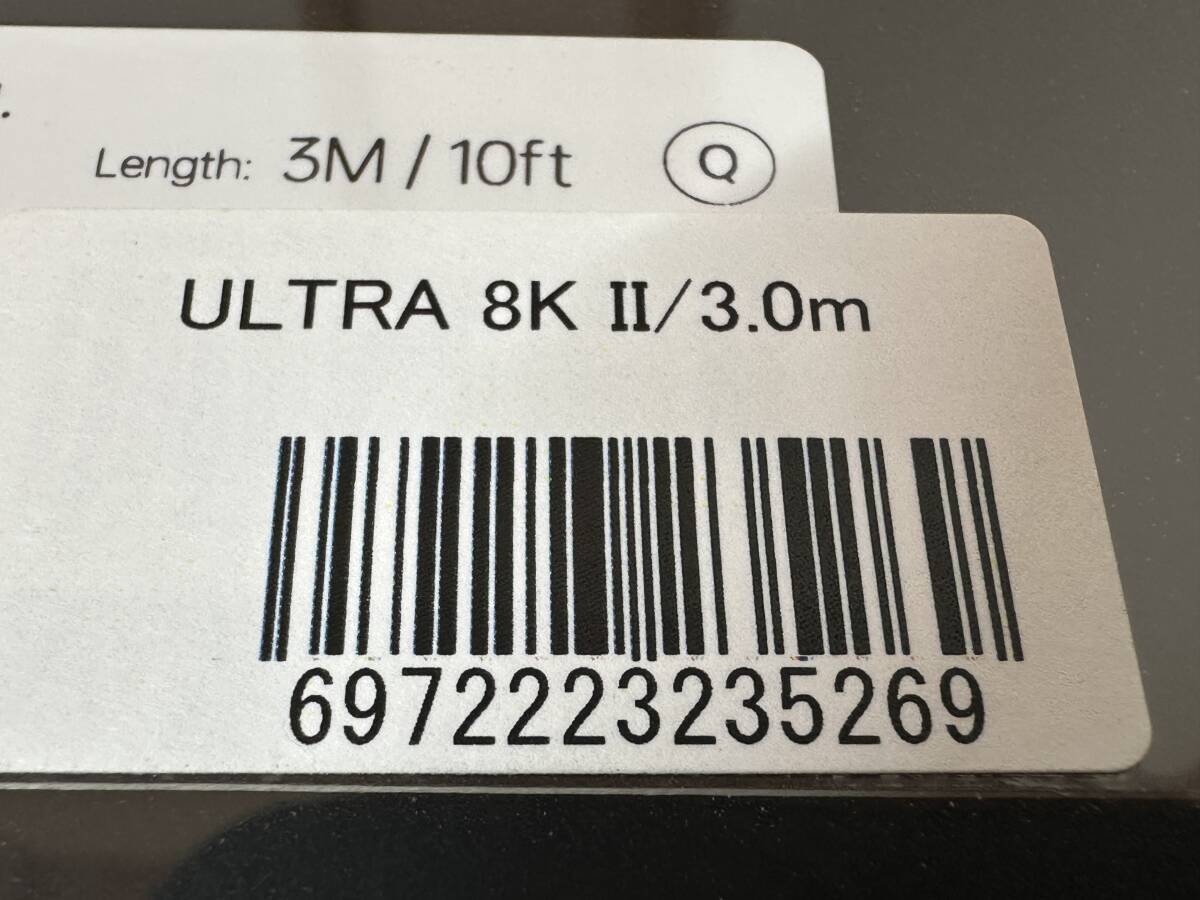 Length: 3M / 10ft Q
ULTRA 8K II/3.0m
6972223235269